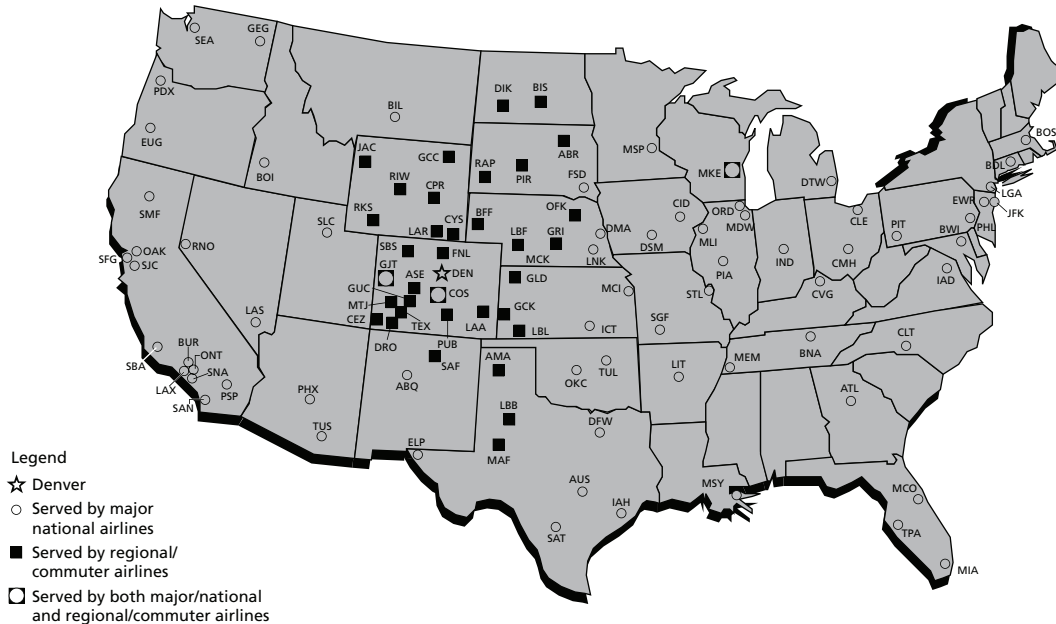 SEA
GEG
PDX
EUG
BOI
BIL
DIK
BIS
ABR
MSP
JAC
GCC
RIW
CPR
RKS
LAR
CYS
RAP
PIR
FSD
OFK
BFF
LBF
GRI
MCK
DMA
LNK
CID
DSM
MKE
ORD
MDW
MLI
PIA
DTW
CLE
CMH
IND
PIT
BOS
BDL
LGA
EWR
JFK
PHL
BWI
IAD
SMF
OAK
SFG
SJC
RNO
SLC
LAS
SBS
FNL
GJT
DEN
ASE
GUC
COS
MTJ
CEZ
TEX
DRO
PUB
LAA
GLD
GCK
LBL
MCI
ICT
STL
SGF
CVG
SBA
BUR
ONT
SNA
LAX
PSP
SAN
PHX
TUS
SAF
ABQ
AMA
LBB
MAF
ELP
OKC
TUL
LIT
MEM
BNA
CLT
ATL
DFW
AUS
IAH
SAT
MSY
MCO
TPA
MIA
Legend
Denver
Served by major
national airlines
Served by regional/
commuter airlines
Served by both major/national
and regional/commuter airlines